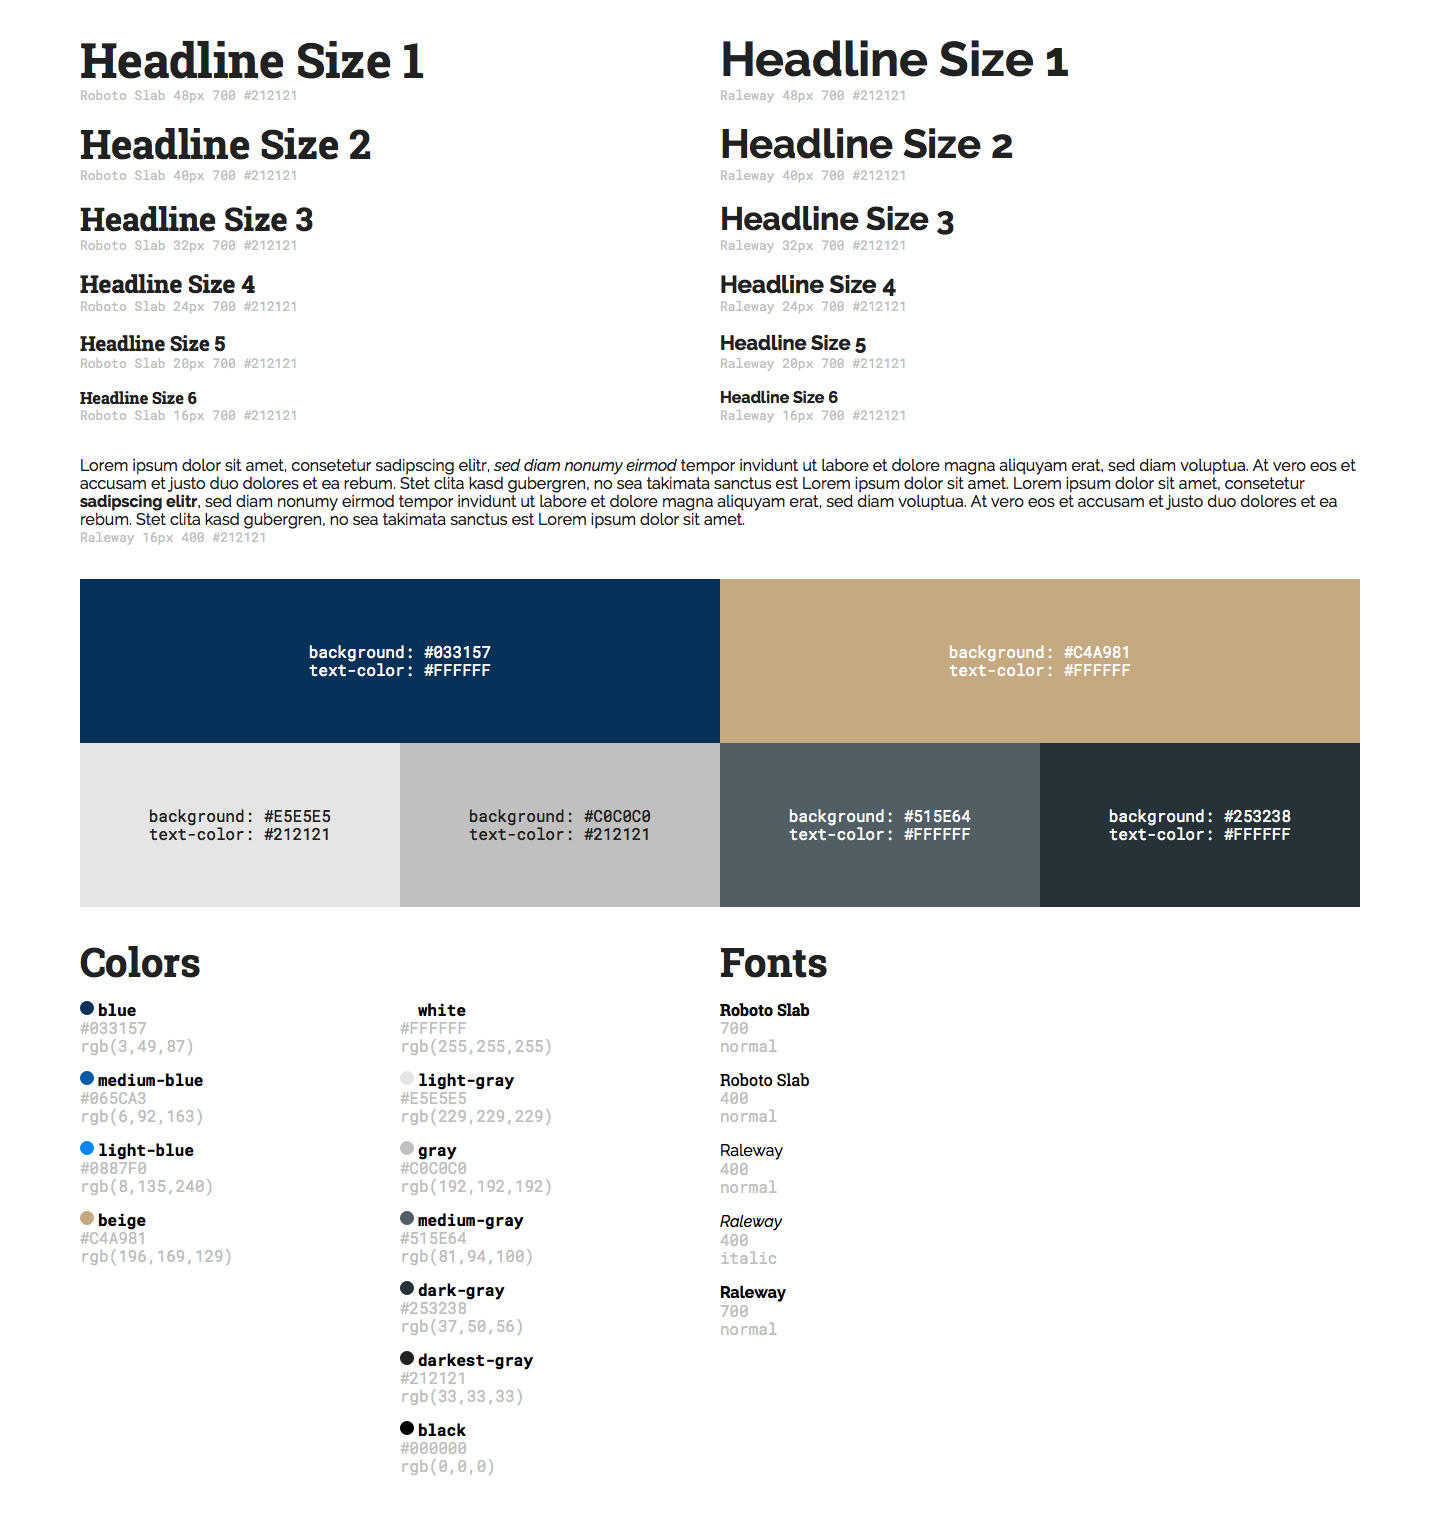 Headline Size 1
Roboto Slab 48px 700 #212121
Headline Size 2
Roboto Slab 40px 700 #212121
Headline Size 3
Roboto Slab 32px 700 #212121
Headline Size 4
Roboto Slab 24px 700 #212121
Headline Size 5
Roboto Slab 20px 700 #212121
Headline Size 6
Roboto Slab 16px 700 #212121
Headline Size 1
Raleway 48px 700 #212121
Headline Size 2
Raleway 40px 700 #212121
Headline Size 3
Raleway 32px 700 #212121
Headline Size 4
Raleway 24px 700 #212121
Headline Size 5
Raleway 20px 700 #212121
Headline Size 6
Raleway 16px 700 #212121
Lorem ipsum dolor sit amet, consetetur sadipscing elitr, sed diam nonumy eirmod tempor invidunt ut labore et dolore magna aliquyam erat, sed diam voluptua. At vero eos et
accusam et justo duo dolores et ea rebum. Stet clita kasd gubergren, no sea takimata sanctus est Lorem ipsum dolor sit amet. Lorem ipsum dolor sit amet, consetetur
sadipscing elitr, sed diam nonumy eirmod tempor invidunt ut labore et dolore magna aliquyam erat, sed diam voluptua. At vero eos et accusam et justo duo dolores et ea
rebum. Stet clita kasd gubergren, no sea takimata sanctus est Lorem ipsum dolor sit amet.
Raleway 16px 400 #212121
background: #033157
text-color: #FFFFFF
background: #C4A981
text-color: #FFFFFF
background: #E5E5E5
text-color: #212121
background: #C0C0C0
text-color: #212121
background: #515E64
text-color: #FFFFFF
background: #253238
text-color: #FFFFFF
Colors
blue
#033157
rgb(3,49,87)
medium-blue
#065CA3
rgb(6,92,163)
light-blue
#0887F0
rgb(8,135,240)
beige
#C4A981
rgb(196,169,129)
white
#FFFFFF
rgb(255,255,255)
light-gray
#E5E5E5
rgb(229,229,229)
gray
#C0C0C0
rgb(192,192,192)
medium-gray
#515E64
rgb(81,94,100)
dark-gray
#253238
rgb(37,50,56)
darkest-gray
#212121
rgb(33,33,33)
black
#000000
rgb(0,0,0)
Fonts
Roboto Slab
700
normal
Roboto Slab
400
normal
Raleway
400
normal
Raleway
400
italic
Raleway
700
normal